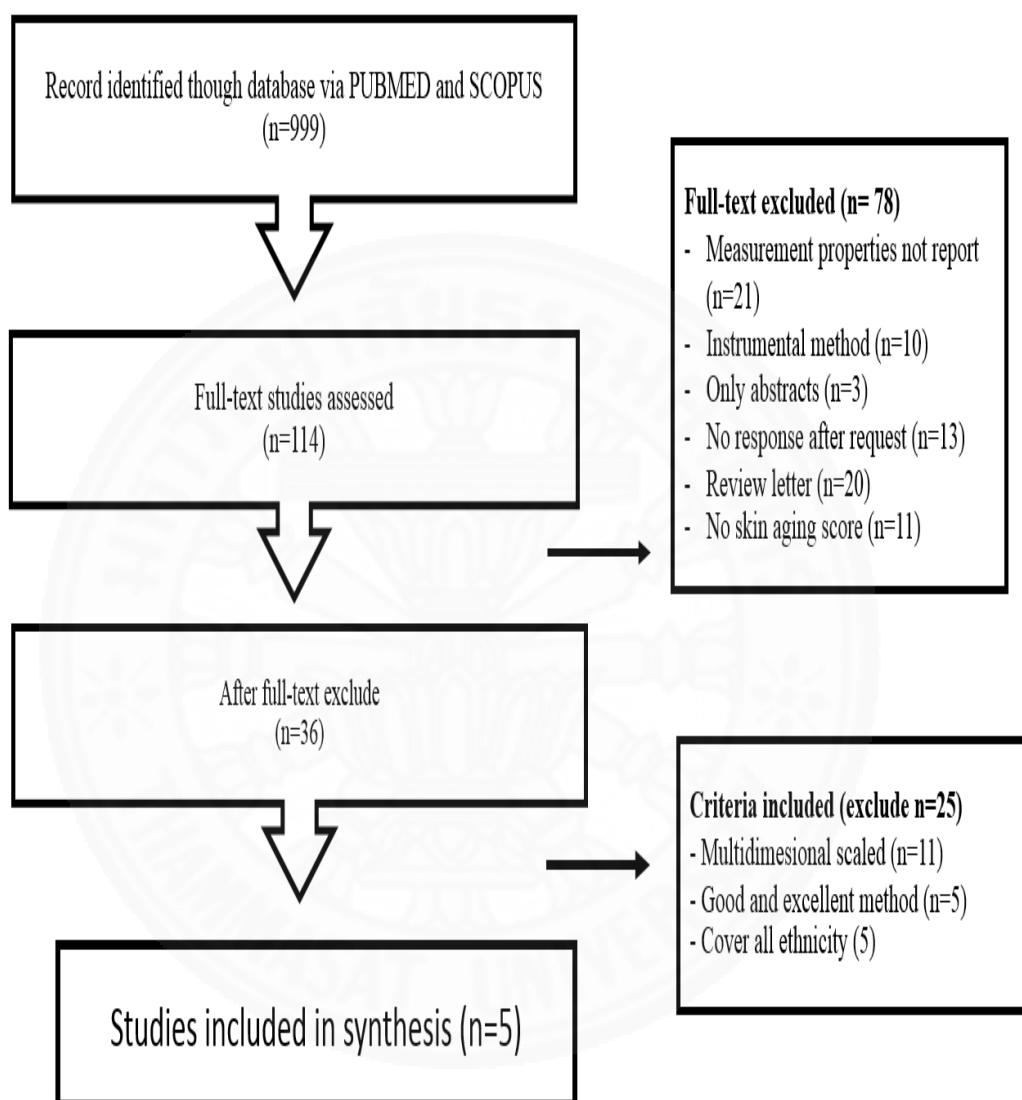 Record identified though database via PUBMED and SCOPUS
(n=999)
Full-text excluded (n= 78)
- Measurement properties not report
(n=21)
- Instrumental method (n=10)
- Only abstracts (n=3)
- No response after request (n=13)
- Review letter (n=20)
- No skin aging score (n=11)
Full-text studies assessed
(n=114)
After full-text exclude
(n=36)
Criteria included (exclude n=25)
- Multidimesional scaled (n=11)
- Good and excellent method (n=5)
- Cover all ethnicity (5)
Studies included in synthesis (n=5)
THAMMASAT UNIVERSITY